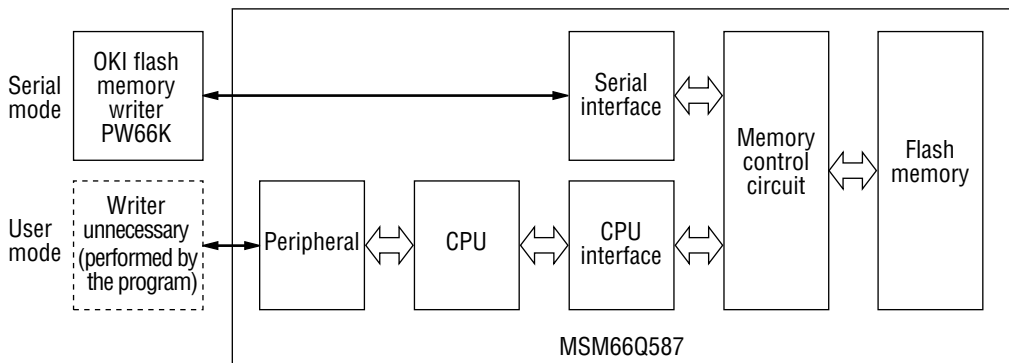 Serial
mode
OKI flash
memory
writer
PW66K
Serial
interface
Memory
control
circuit
Flash
memory
User
mode
Writer
unnecessary
(performed by
the program)
Peripheral
CPU
CPU
interface
MSM66Q587